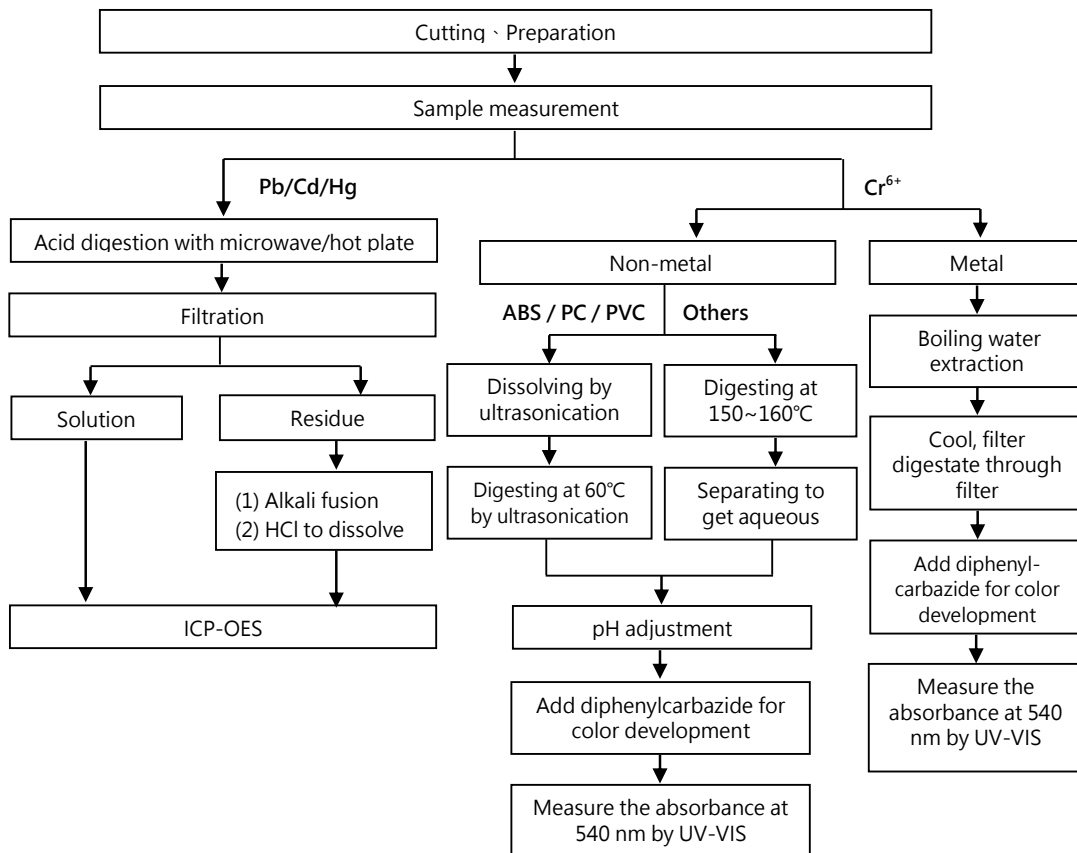 Cutting、Preparation
Sample measurement
Pb/Cd/Hg
Cr⁶⁺
Acid digestion with microwave/hot plate
Filtration
Solution
Residue
(1) Alkali fusion
(2) HCl to dissolve
ICP-OES
Non-metal
ABS / PC / PVC
Others
Dissolving by
ultrasonication
Digesting at 60℃
by ultrasonication
Digesting at
150~160℃
Separating to
get aqueous
pH adjustment
Add diphenylcarbazide for
color development
Measure the absorbance at
540 nm by UV-VIS
Metal
Boiling water
extraction
Cool, filter
digestate through
filter
Add diphenyl-
carbazide for color
development
Measure the
absorbance at 540
nm by UV-VIS